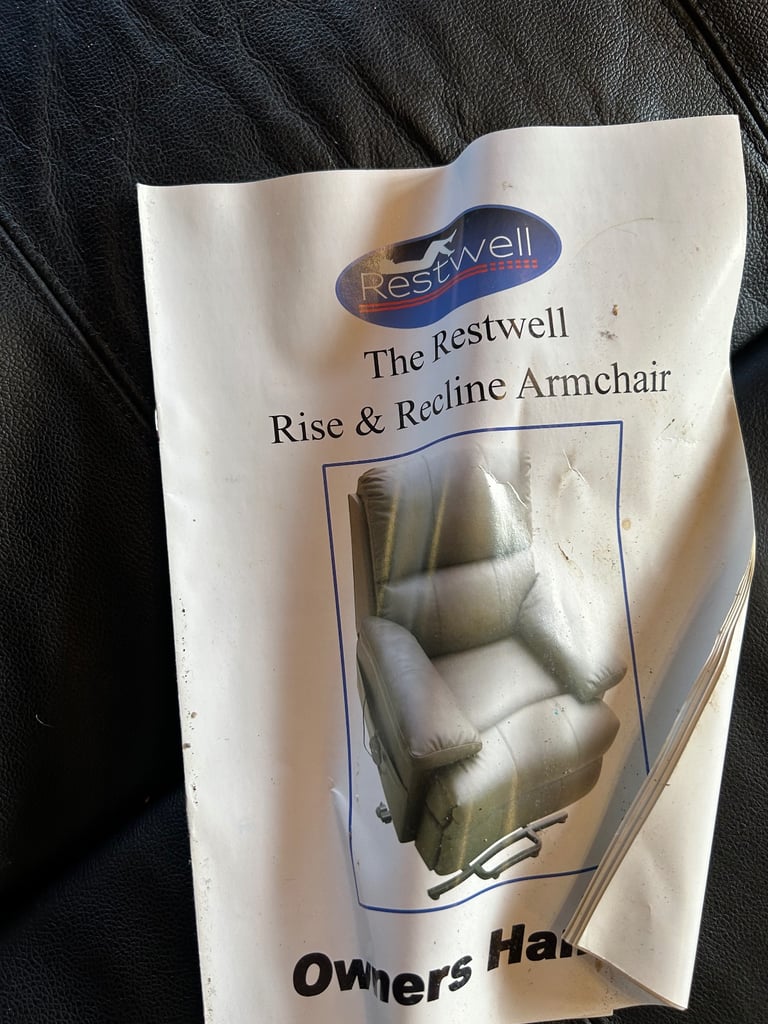 Restwell
The Restwell
Rise & Recline Armchair
Owners